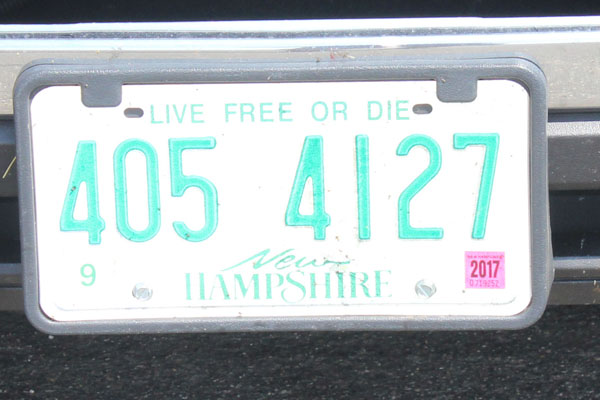 LIVE FREE OR DIE
405 4127
New
9 HAMPSHIRE
2017